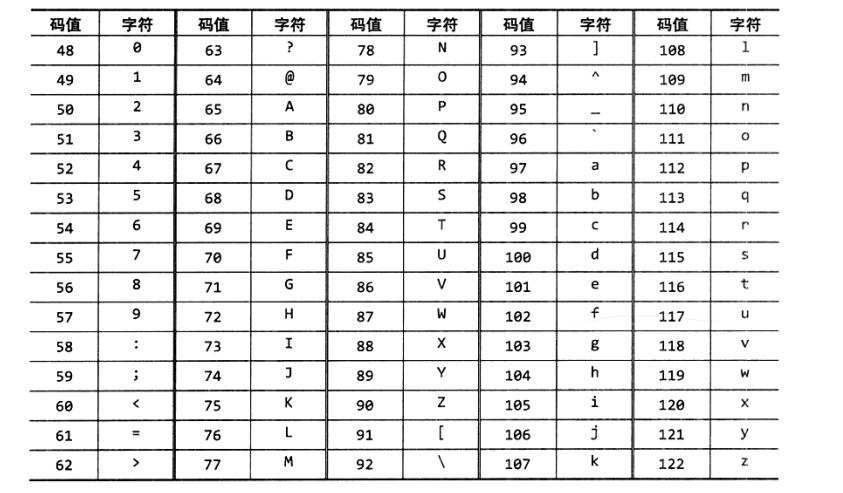 码值 字符 码值 字符 码值 字符 码值 字符 码值 字符
48 0 63 ? 78 N 93 ] 108 l
49 1 64 @ 79 O 94 ^ 109 m
50 2 65 A 80 P 95 _ 110 n
51 3 66 B 81 Q 96 ` 111 o
52 4 67 C 82 R 97 a 112 p
53 5 68 D 83 S 98 b 113 q
54 6 69 E 84 T 99 c 114 r
55 7 70 F 85 U 100 d 115 s
56 8 71 G 86 V 101 e 116 t
57 9 72 H 87 W 102 f 117 u
58 : 73 I 88 X 103 g 118 v
59 ; 74 J 89 Y 104 h 119 w
60 < 75 K 90 Z 105 i 120 x
61 = 76 L 91 [ 106 j 121 y
62 > 77 M 92 \ 107 k 122 z